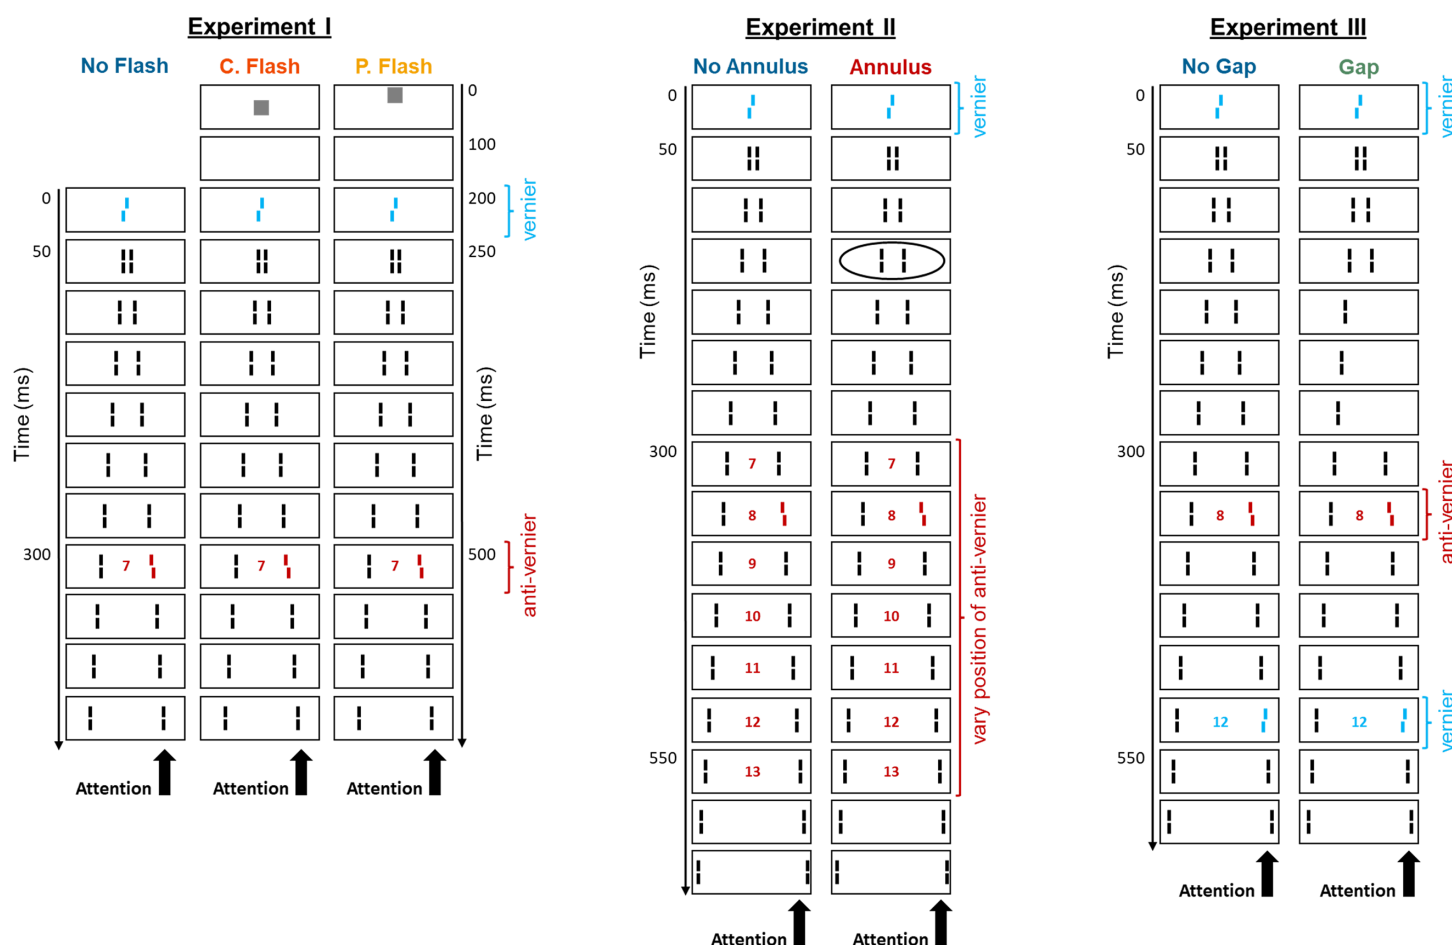 Experiment I
No Flash
C. Flash
P. Flash
0
100
0
200
vernier
50
250
Time (ms)
Time (ms)
300
7
7
7
500
anti-vernier
Attention
Attention
Attention
Experiment II
No Annulus
Annulus
0
vernier
50
Time (ms)
300
7
7
8
8
9
9
10
10
11
11
12
12
550
13
13
vary position of anti-vernier
Attention
Attention
Experiment III
No Gap
Gap
0
vernier
50
Time (ms)
300
8
8
anti-vernier
12
12
vernier
550
Attention
Attention